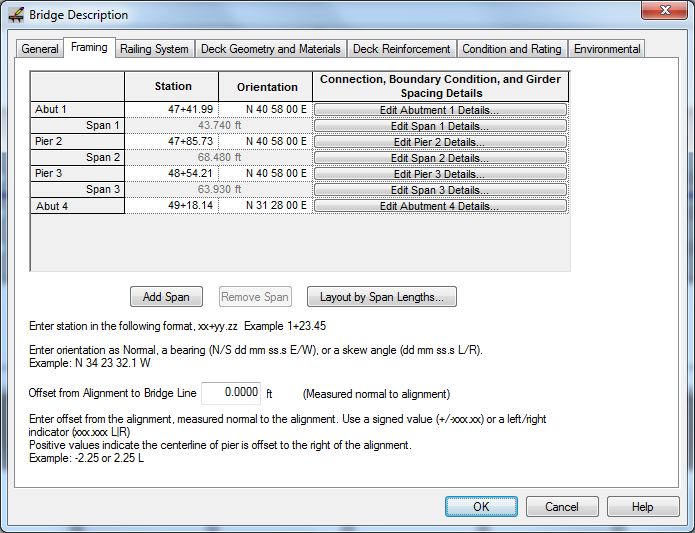 Bridge Description
General Framing Railing System Deck Geometry and Materials Deck Reinforcement Condition and Rating Environmental
Station Orientation Connection, Boundary Condition, and Girder Spacing Details
Abut 1 47+41.99 N 40 58 00 E Edit Abutment 1 Details...
Span 1 43.740 ft Edit Span 1 Details...
Pier 2 47+85.73 N 40 58 00 E Edit Pier 2 Details...
Span 2 68.480 ft Edit Span 2 Details...
Pier 3 48+54.21 N 40 58 00 E Edit Pier 3 Details...
Span 3 63.930 ft Edit Span 3 Details...
Abut 4 49+18.14 N 31 28 00 E Edit Abutment 4 Details...
Add Span Remove Span Layout by Span Lengths...
Enter station in the following format, xx+yy.zz Example 1+23.45
Enter orientation as Normal, a bearing (N/S dd mm ss.s E/W), or a skew angle (dd mm ss.s L/R).
Example: N 34 23 32.1 W
Offset from Alignment to Bridge Line 0.0000 ft (Measured normal to alignment)
Enter offset from the alignment, measured normal to the alignment. Use a signed value (+/-xxx.xx) or a left/right
indicator (xxx.xxx L|R)
Positive values indicate the centerline of pier is offset to the right of the alignment.
Example: -2.25 or 2.25 L
OK Cancel Help